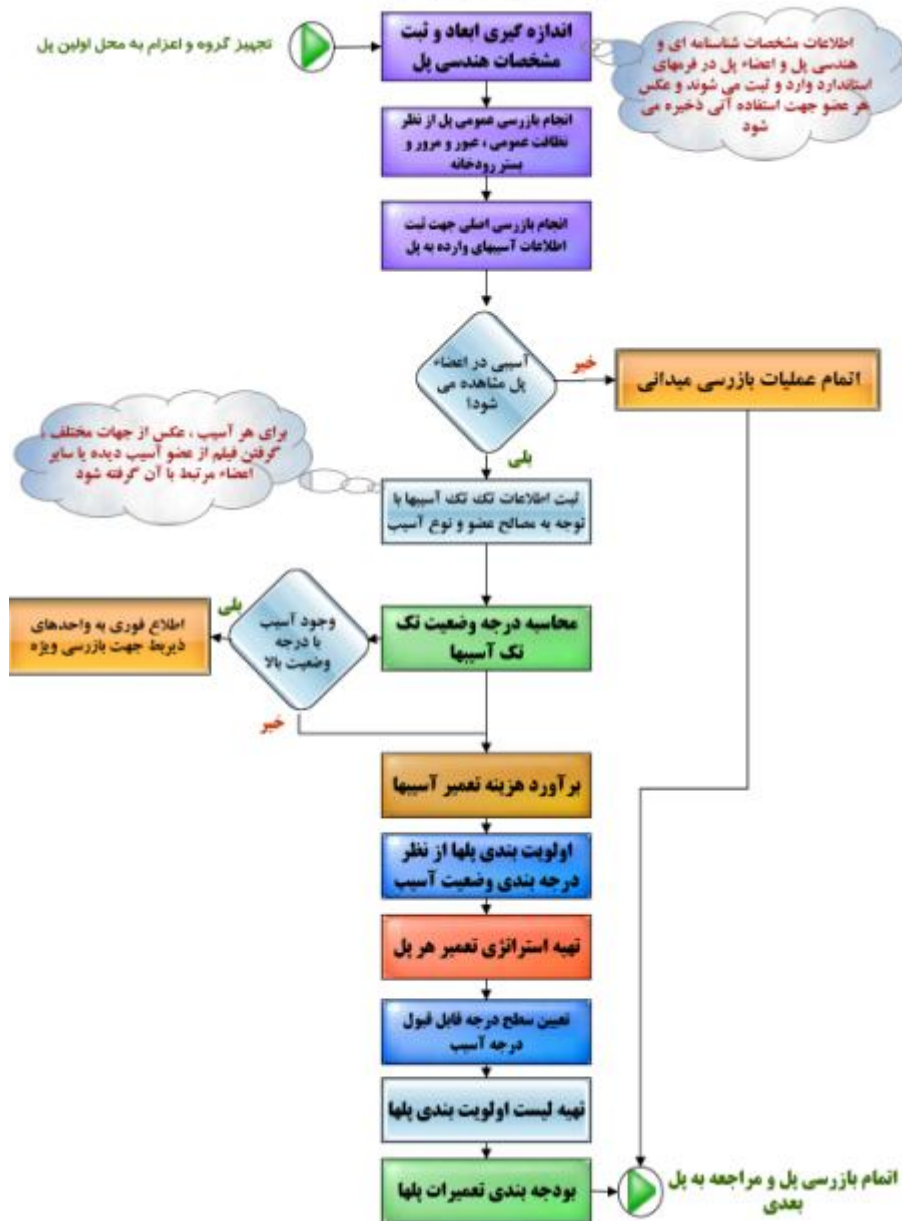 تجهیز گروه و اعزام به محل اولین پل
اندازه گیری ابعاد و ثبت
مشخصات هندسی پل
اطلاعات مشخصات شناسنامه ای و
هندسی پل و اعضاء پل در فرمهای
استاندارد وارد و ثبت می شوند و عکس
هر عضو جهت استفاده آتی ذخیره می
شود
انجام بازرسی عمومی پل از نظر
نظافت عمومی ، عبور و مرور و
بستر رودخانه
انجام بازرسی اصلی جهت ثبت
اطلاعات آسیبهای وارده به پل
آسیبی در اعضاء
پل مشاهده می
شود؟
خیر
اتمام عملیات بازرسی میدانی
بلی
برای هر آسیب ، عکس از جهات مختلف ،
گرفتن فیلم از عضو آسیب دیده یا سایر
اعضاء مرتبط با آن گرفته شود
ثبت اطلاعات تک تک آسیبها با
توجه به مصالح عضو و نوع آسیب
محاسبه درجه وضعیت تک
تک آسیبها
وجود آسیب
با درجه
وضعیت بالا
بلی
اطلاع فوری به واحدهای
ذیربط جهت بازرسی ویژه
خیر
برآورد هزینه تعمیر آسیبها
اولویت بندی پلها از نظر
درجه بندی وضعیت آسیب
تهیه استراتژی تعمیر هر پل
تعیین سطح درجه قابل قبول
درجه آسیب
تهیه لیست اولویت بندی پلها
بودجه بندی تعمیرات پلها
اتمام بازرسی پل و مراجعه به پل
بعدی